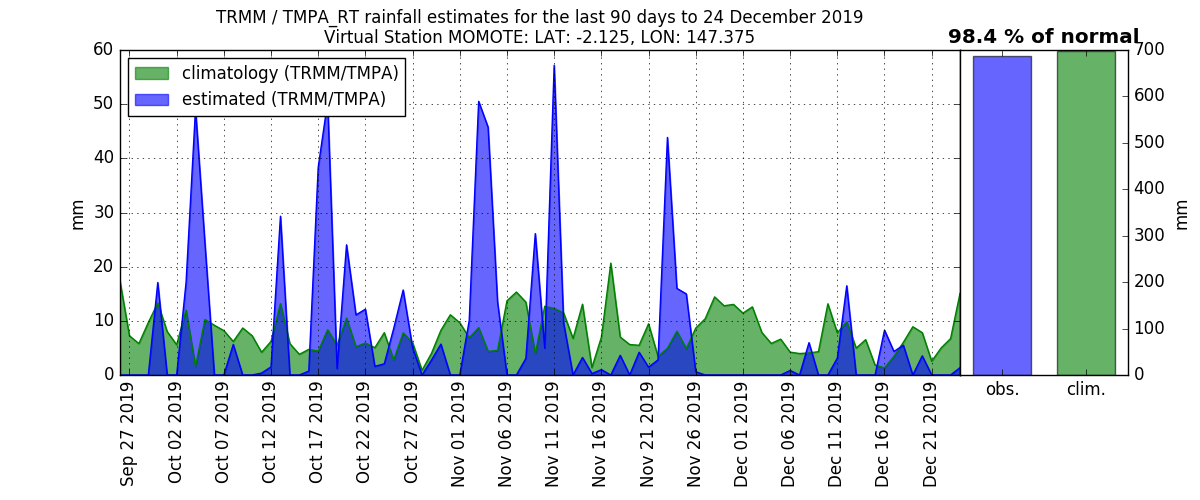 TRMM / TMPA_RT rainfall estimates for the last 90 days to 24 December 2019
Virtual Station MOMOTE: LAT: -2.125, LON: 147.375
98.4 % of normal
climatology (TRMM/TMPA)
estimated (TRMM/TMPA)
60
50
40
30
20
10
0
mm
Sep 27 2019
Oct 02 2019
Oct 07 2019
Oct 12 2019
Oct 17 2019
Oct 22 2019
Oct 27 2019
Nov 01 2019
Nov 06 2019
Nov 11 2019
Nov 16 2019
Nov 21 2019
Nov 26 2019
Dec 01 2019
Dec 06 2019
Dec 11 2019
Dec 16 2019
Dec 21 2019
obs.
clim.
700
600
500
400
300
200
100
0
mm